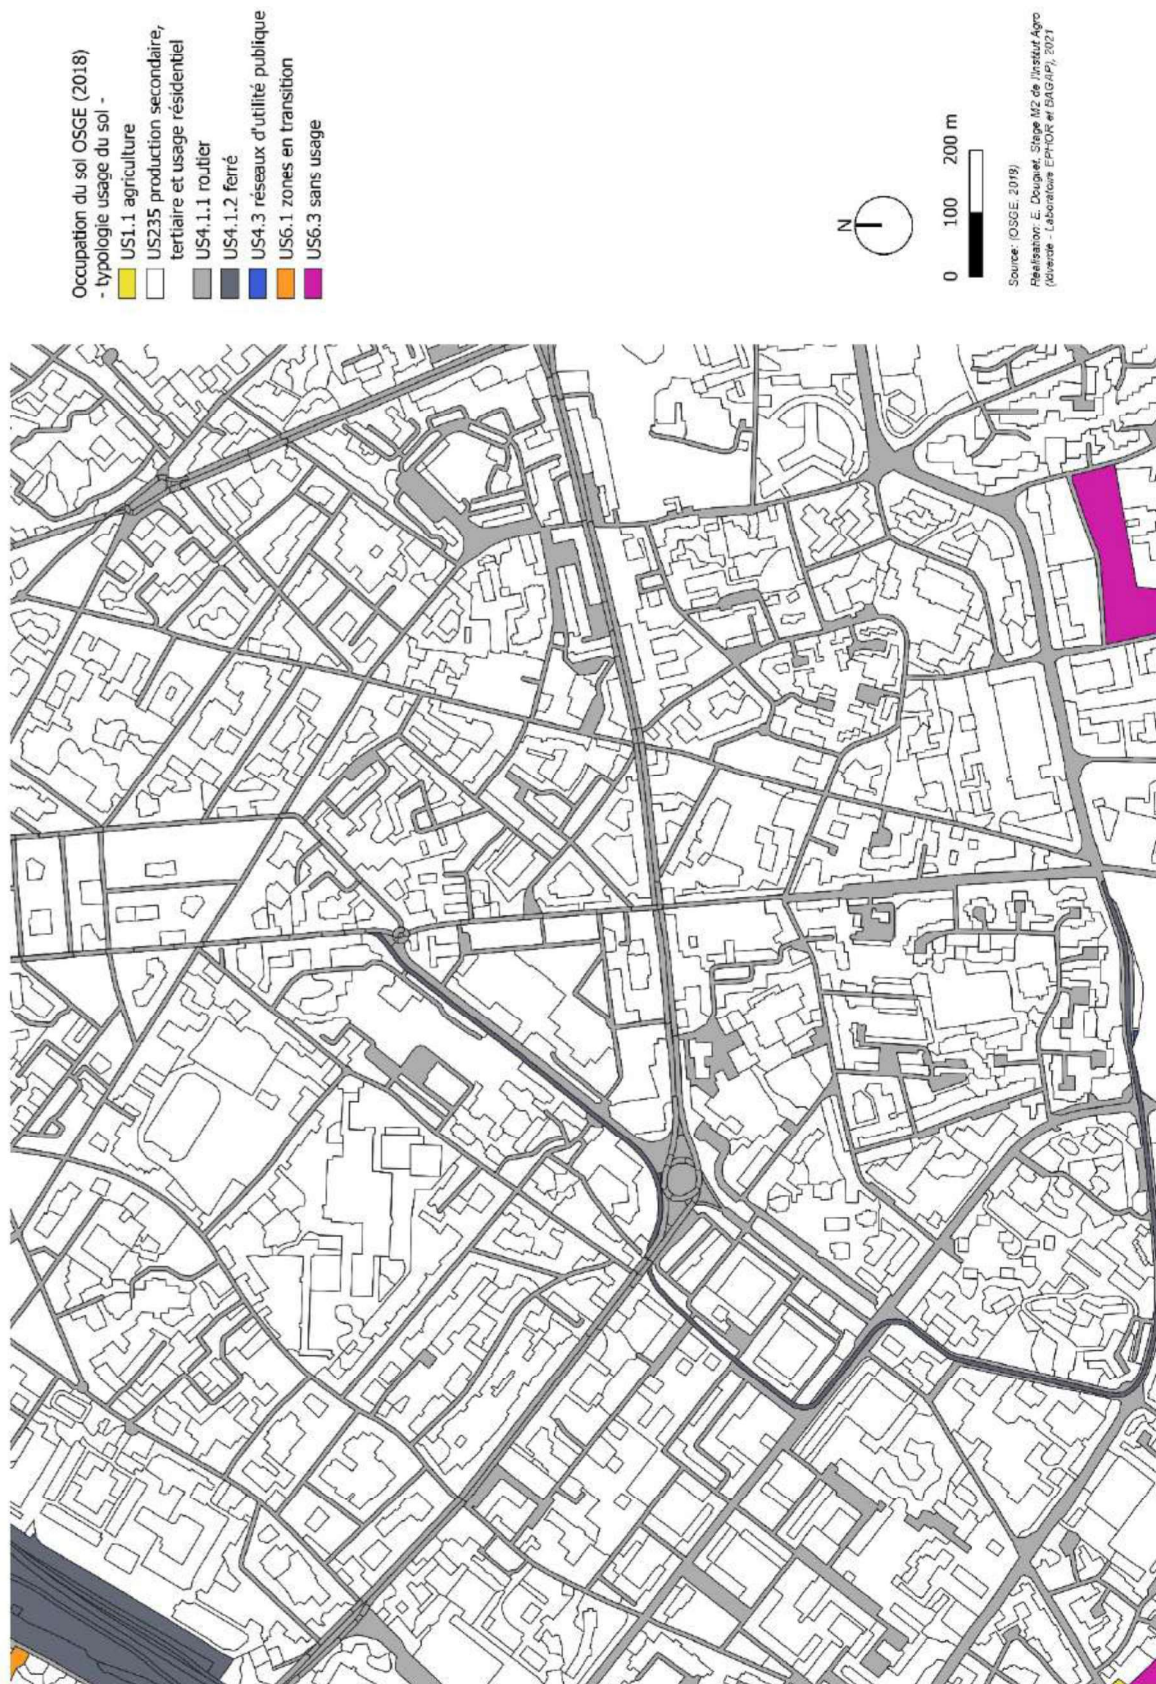 Occupation du sol OSGE (2018)
- typologie usage du sol -
US1.1 agriculture
US235 production secondaire,
tertiaire et usage résidentiel
US4.1.1 routier
US4.1.2 ferré
US4.3 réseaux d'utilité publique
US6.1 zones en transition
US6.3 sans usage
N
0 100 200 m
Source: (OSGE, 2019)
Réalisation: E. Douguet, Stage M2 de l'Institut Agro
(idverde - Laboratoire EPHOR et BAGAP), 2021